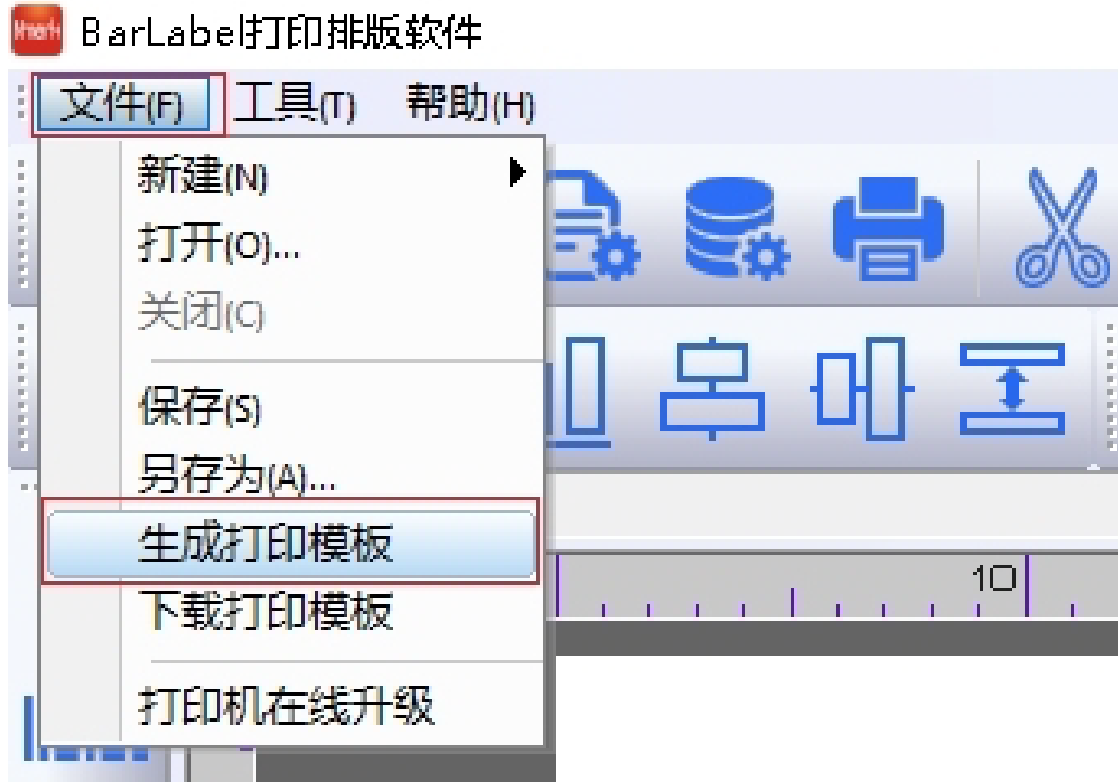 Hmark
BarLabel打印排版软件
文件(F) 工具(T) 帮助(H)
新建(N)
打开(O)...
关闭(C)
保存(S)
另存为(A)...
生成打印模板
下载打印模板
打印机在线升级
10